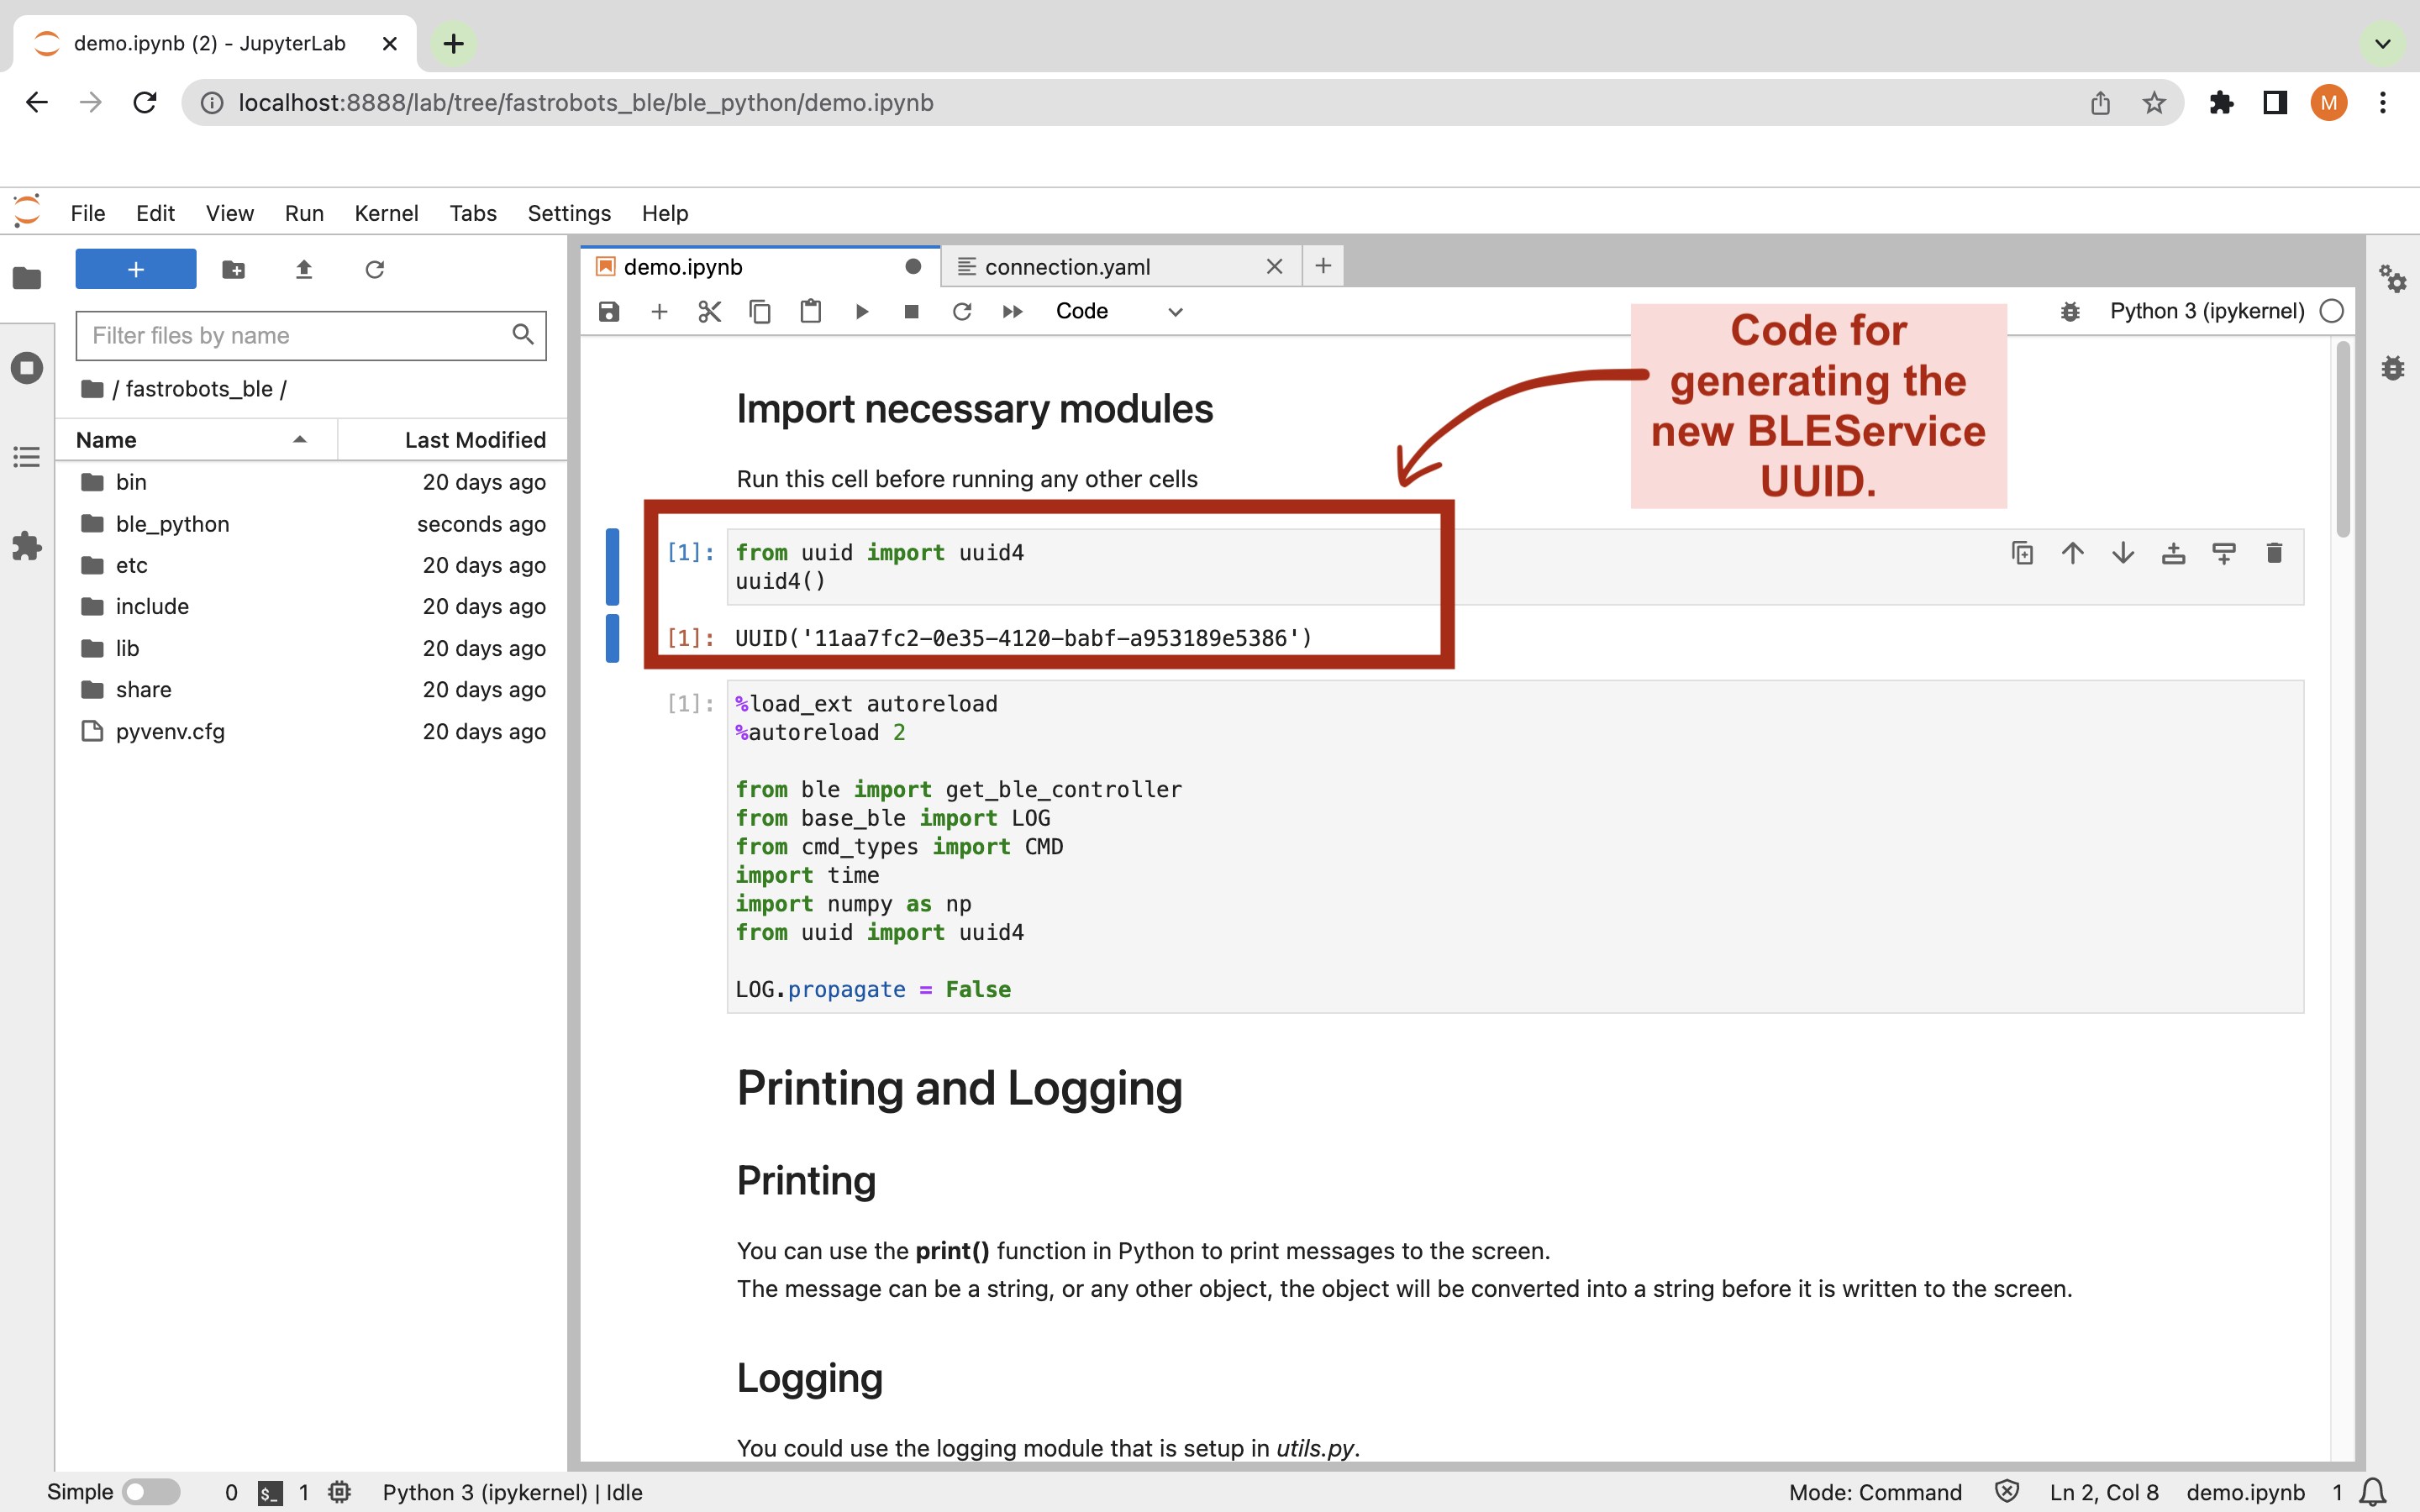 demo.ipynb (2) - JupyterLab
localhost:8888/lab/tree/fastrobots_ble/ble_python/demo.ipynb
M
File Edit View Run Kernel Tabs Settings Help
Filter files by name
/ fastrobots_ble /
Name Last Modified
bin 20 days ago
ble_python seconds ago
etc 20 days ago
include 20 days ago
lib 20 days ago
share 20 days ago
pyvenv.cfg 20 days ago
demo.ipynb
connection.yaml
Code
Python 3 (ipykernel)
Code for
generating the
new BLEService
UUID.
Import necessary modules
Run this cell before running any other cells
[1]: from uuid import uuid4
uuid4()
[1]: UUID('11aa7fc2-0e35-4120-babf-a953189e5386')
[1]: %load_ext autoreload
%autoreload 2
from ble import get_ble_controller
from base_ble import LOG
from cmd_types import CMD
import time
import numpy as np
from uuid import uuid4
LOG.propagate = False
Printing and Logging
Printing
You can use the print() function in Python to print messages to the screen.
The message can be a string, or any other object, the object will be converted into a string before it is written to the screen.
Logging
You could use the logging module that is setup in utils.py.
Simple 0 $_ 1 Python 3 (ipykernel) | Idle Mode: Command Ln 2, Col 8 demo.ipynb 1